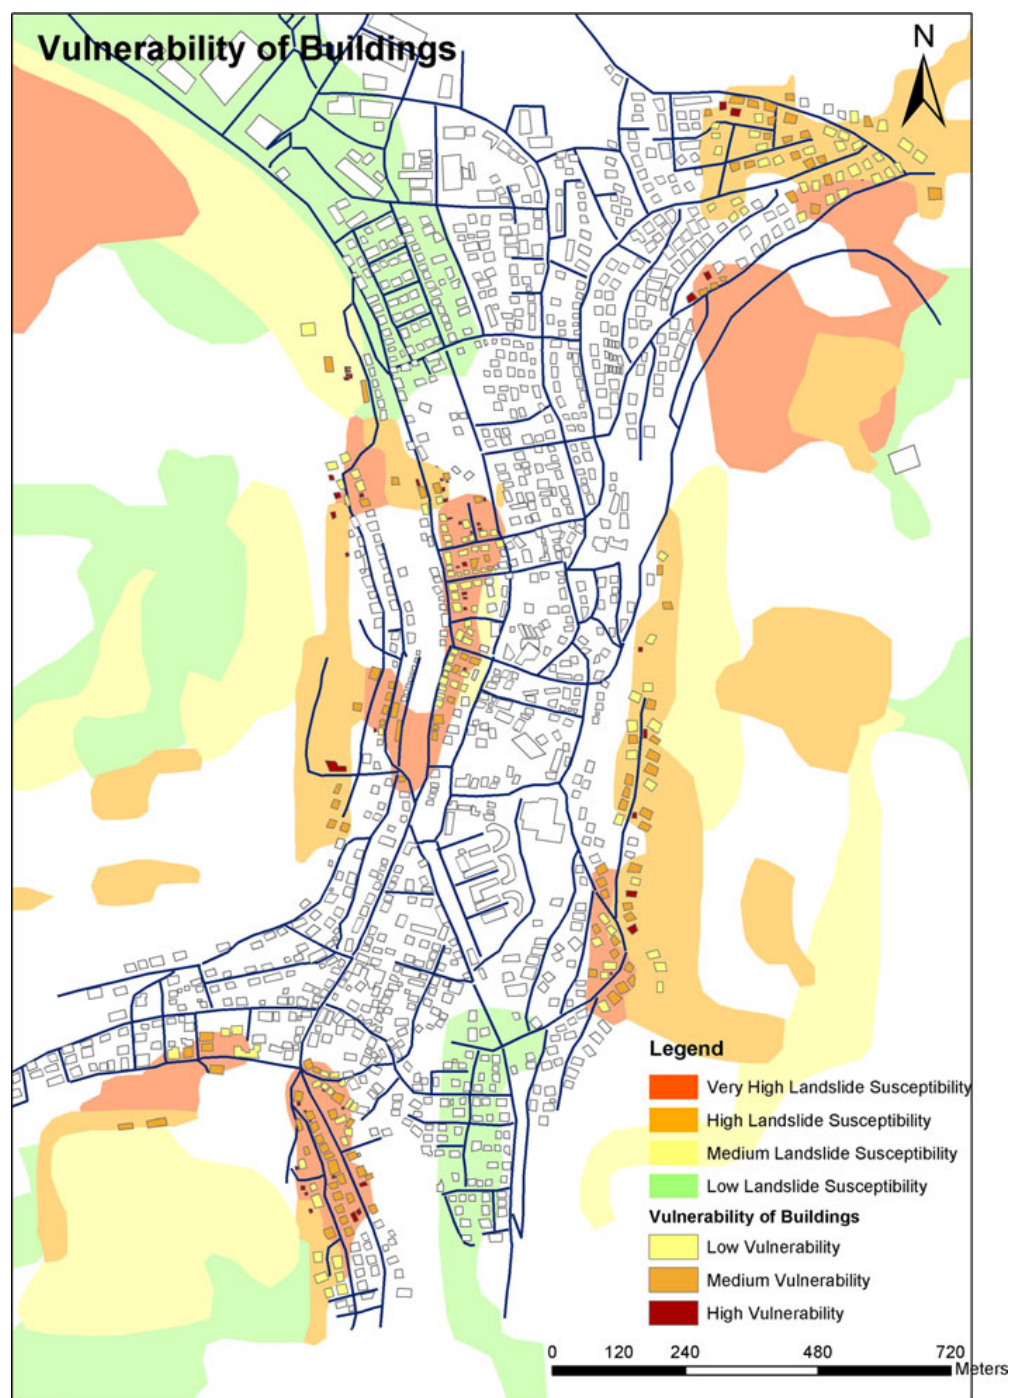 Vulnerability of Buildings
N
Legend
Very High Landslide Susceptibility
High Landslide Susceptibility
Medium Landslide Susceptibility
Low Landslide Susceptibility
Vulnerability of Buildings
Low Vulnerability
Medium Vulnerability
High Vulnerability
0 120 240 480 720
Meters